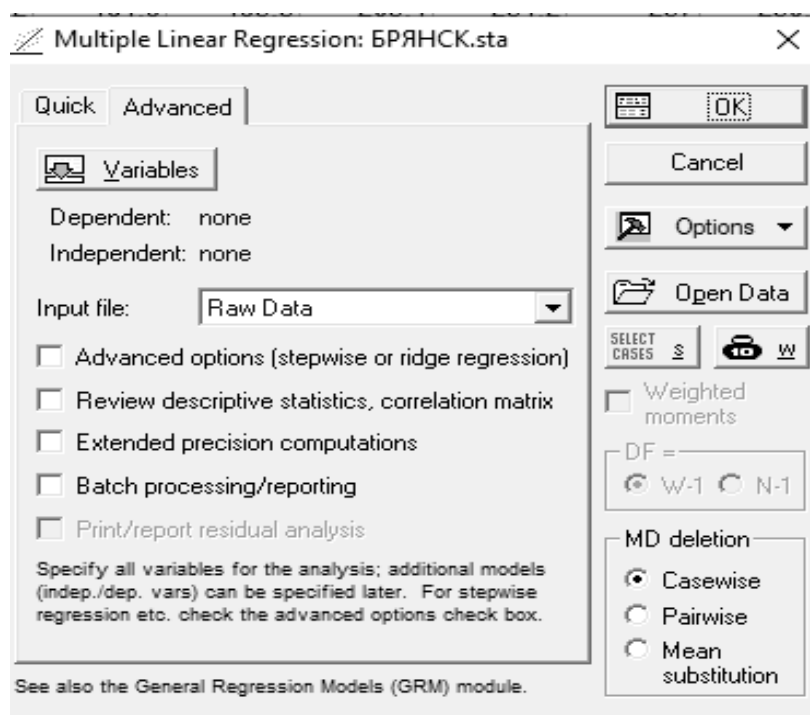 Multiple Linear Regression: БРЯНСК.sta
Quick Advanced
Variables
Dependent: none
Independent: none
Input file: Raw Data
Advanced options (stepwise or ridge regression)
Review descriptive statistics, correlation matrix
Extended precision computations
Batch processing/reporting
Print/report residual analysis
Specify all variables for the analysis; additional models
(indep./dep. vars) can be specified later. For stepwise
regression etc. check the advanced options check box.
See also the General Regression Models (GRM) module.
OK
Cancel
Options
Open Data
SELECT
CASES S
W
Weighted
moments
DF =
W-1 N-1
MD deletion
Casewise
Pairwise
Mean
substitution